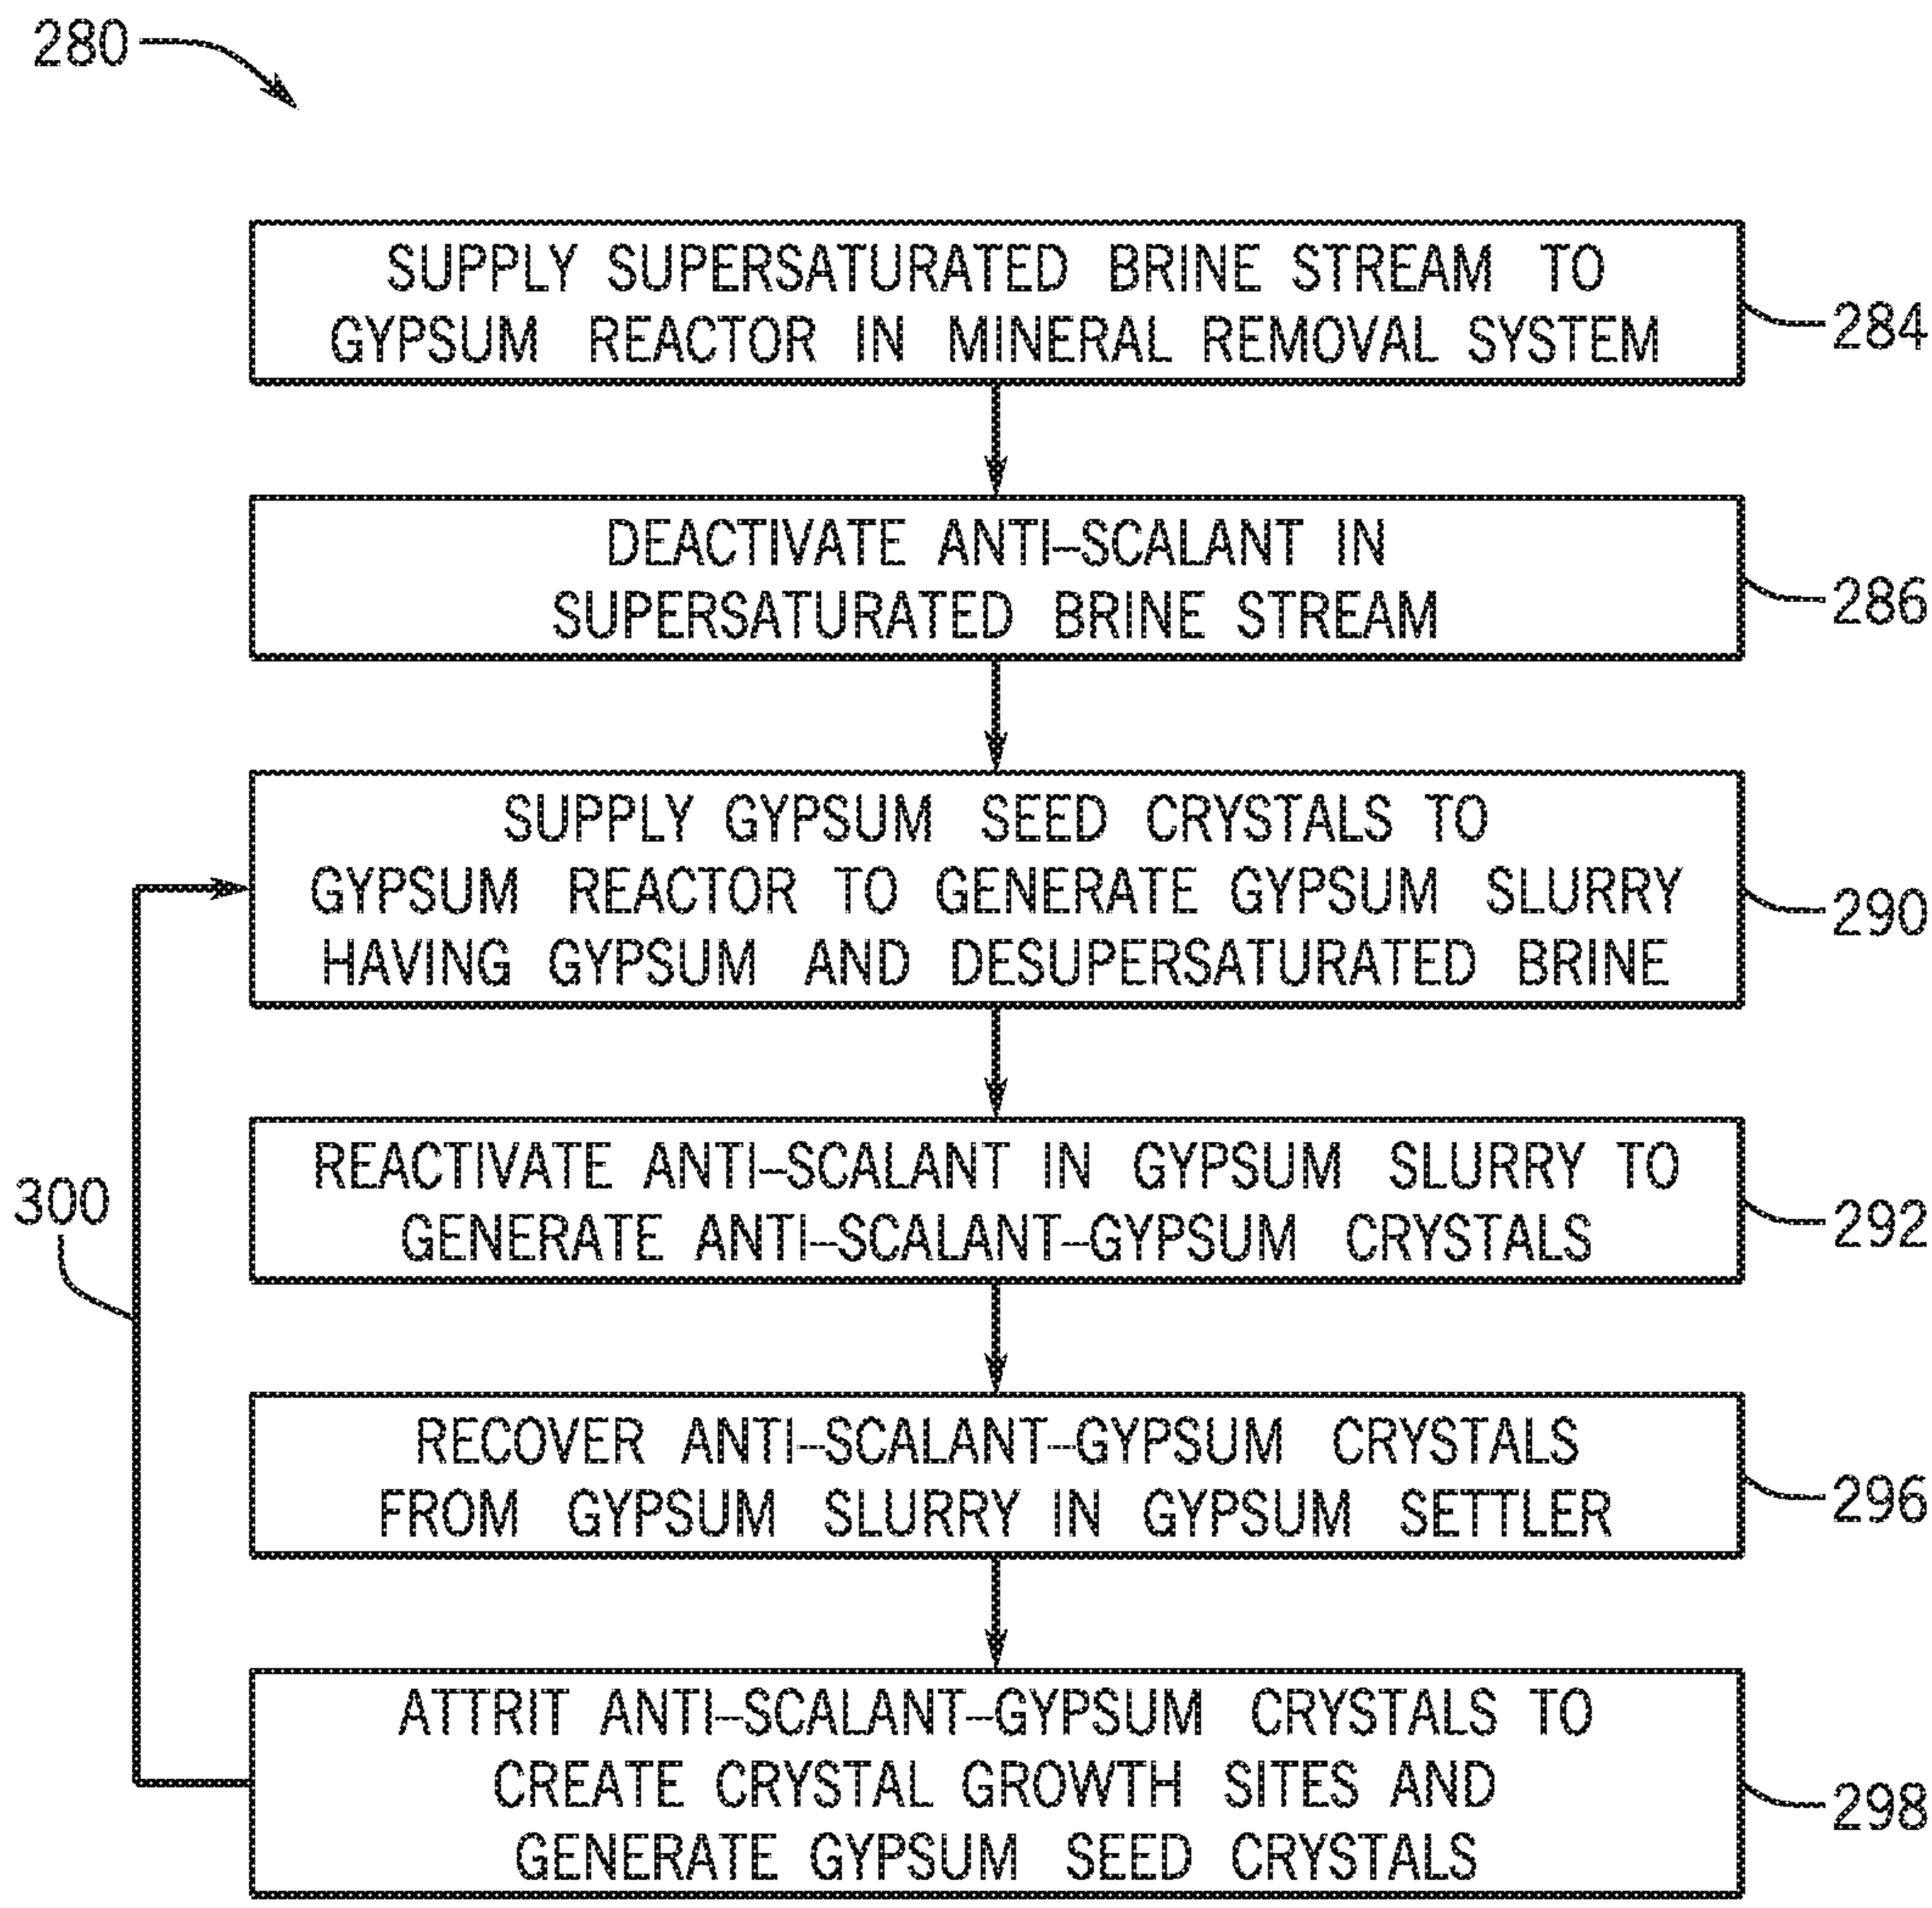 280
SUPPLY SUPERSATURATED BRINE STREAM TO
GYPSUM REACTOR IN MINERAL REMOVAL SYSTEM
284
DEACTIVATE ANTI-SCALANT IN
SUPERSATURATED BRINE STREAM
286
SUPPLY GYPSUM SEED CRYSTALS TO
GYPSUM REACTOR TO GENERATE GYPSUM SLURRY
HAVING GYPSUM AND DESUPERSATURATED BRINE
290
REACTIVATE ANTI-SCALANT IN GYPSUM SLURRY TO
GENERATE ANTI-SCALANT-GYPSUM CRYSTALS
292
300
RECOVER ANTI-SCALANT-GYPSUM CRYSTALS
FROM GYPSUM SLURRY IN GYPSUM SETTLER
296
ATTRIT ANTI-SCALANT-GYPSUM CRYSTALS TO
CREATE CRYSTAL GROWTH SITES AND
GENERATE GYPSUM SEED CRYSTALS
298